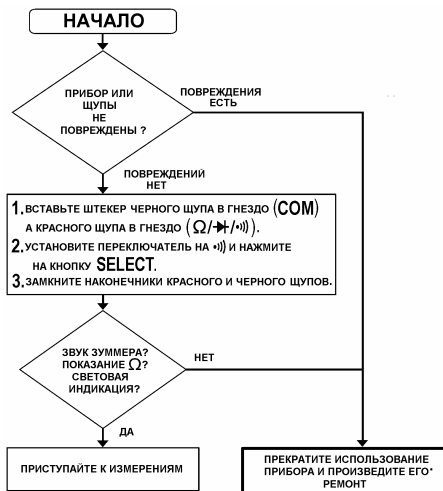 НАЧАЛО
ПРИБОР ИЛИ
ЩУПЫ
НЕ
ПОВРЕЖДЕНЫ ?
ПОВРЕЖДЕНИЯ
ЕСТЬ
ПОВРЕЖДЕНИЙ
НЕТ
1. ВСТАВЬТЕ ШТЕКЕР ЧЕРНОГО ЩУПА В ГНЕЗДО (COM)
А КРАСНОГО ЩУПА В ГНЕЗДО (Ω/➔|/•))).
2. УСТАНОВИТЕ ПЕРЕКЛЮЧАТЕЛЬ НА •))) И НАЖМИТЕ
НА КНОПКУ SELECT.
3. ЗАМКНИТЕ НАКОНЕЧНИКИ КРАСНОГО И ЧЕРНОГО ЩУПОВ.
ЗВУК ЗУММЕРА?
ПОКАЗАНИЕ Ω?
СВЕТОВАЯ
ИНДИКАЦИЯ?
НЕТ
ДА
ПРИСТУПАЙТЕ К ИЗМЕРЕНИЯМ
ПРЕКРАТИТЕ ИСПОЛЬЗОВАНИЕ
ПРИБОРА И ПРОИЗВЕДИТЕ ЕГО*
РЕМОНТ